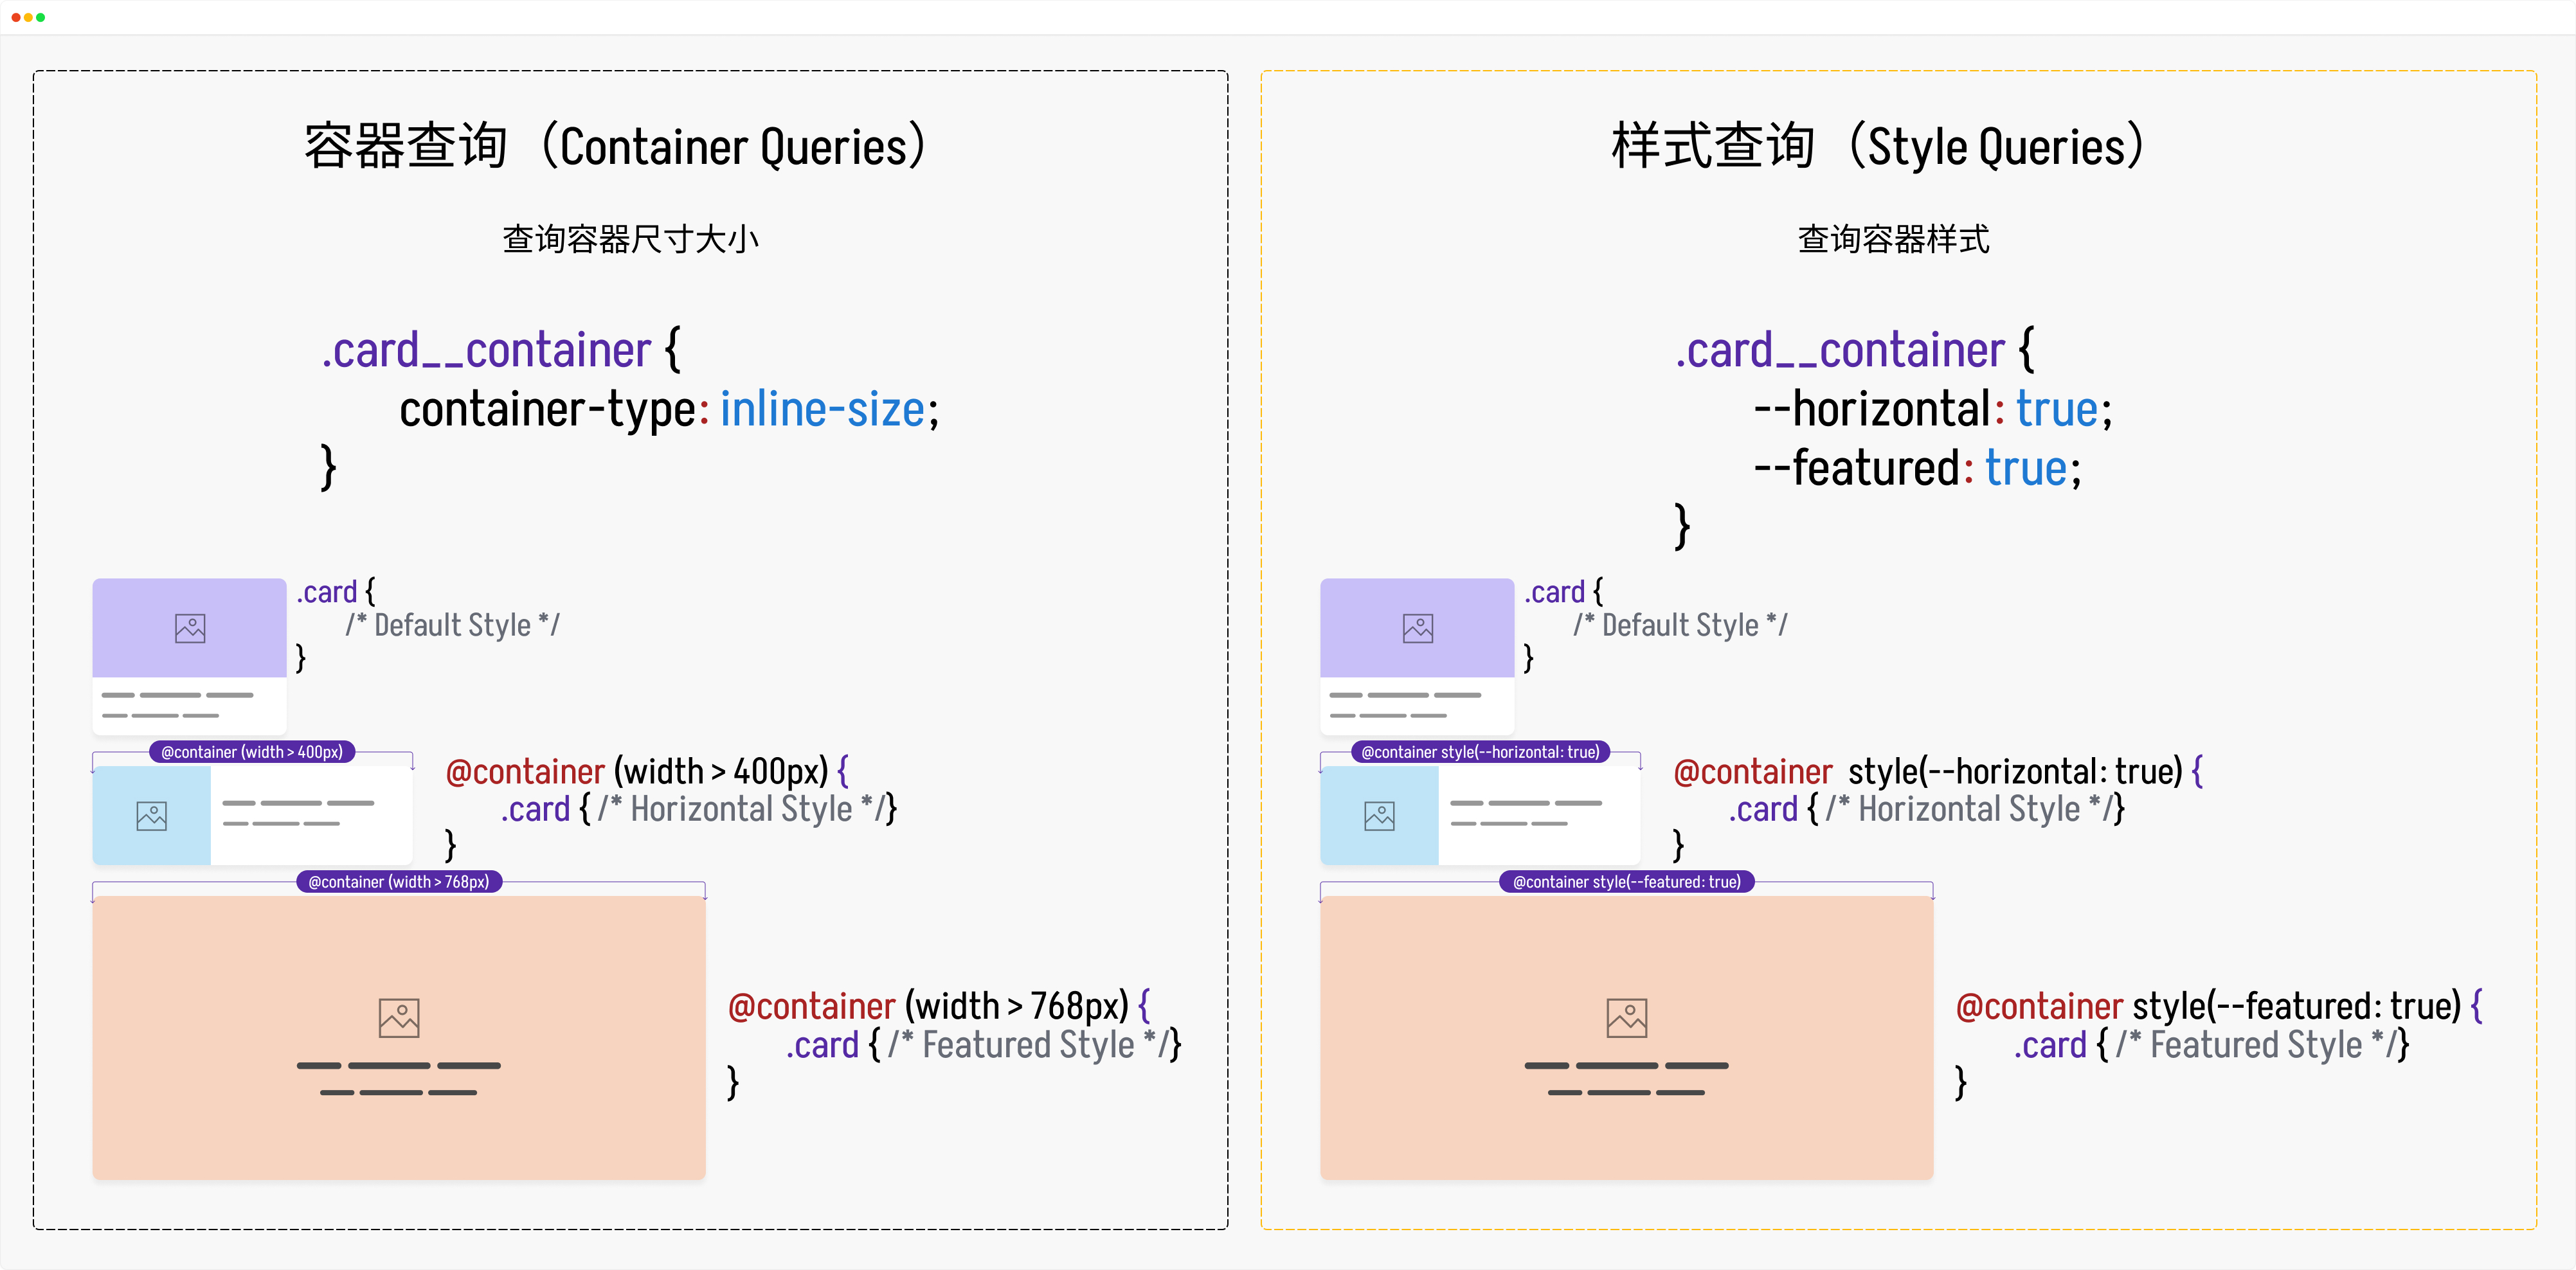 容器查询（Container Queries）
查询容器尺寸大小
.card__container {
container-type: inline-size;
}
.card {
/* Default Style */
}
@container (width > 400px)
@container (width > 400px) {
.card { /* Horizontal Style */}
}
@container (width > 768px)
@container (width > 768px) {
.card { /* Featured Style */}
}
样式查询（Style Queries）
查询容器样式
.card__container {
--horizontal: true;
--featured: true;
}
.card {
/* Default Style */
}
@container style(--horizontal: true)
@container style(--horizontal: true) {
.card { /* Horizontal Style */}
}
@container style(--featured: true)
@container style(--featured: true) {
.card { /* Featured Style */}
}